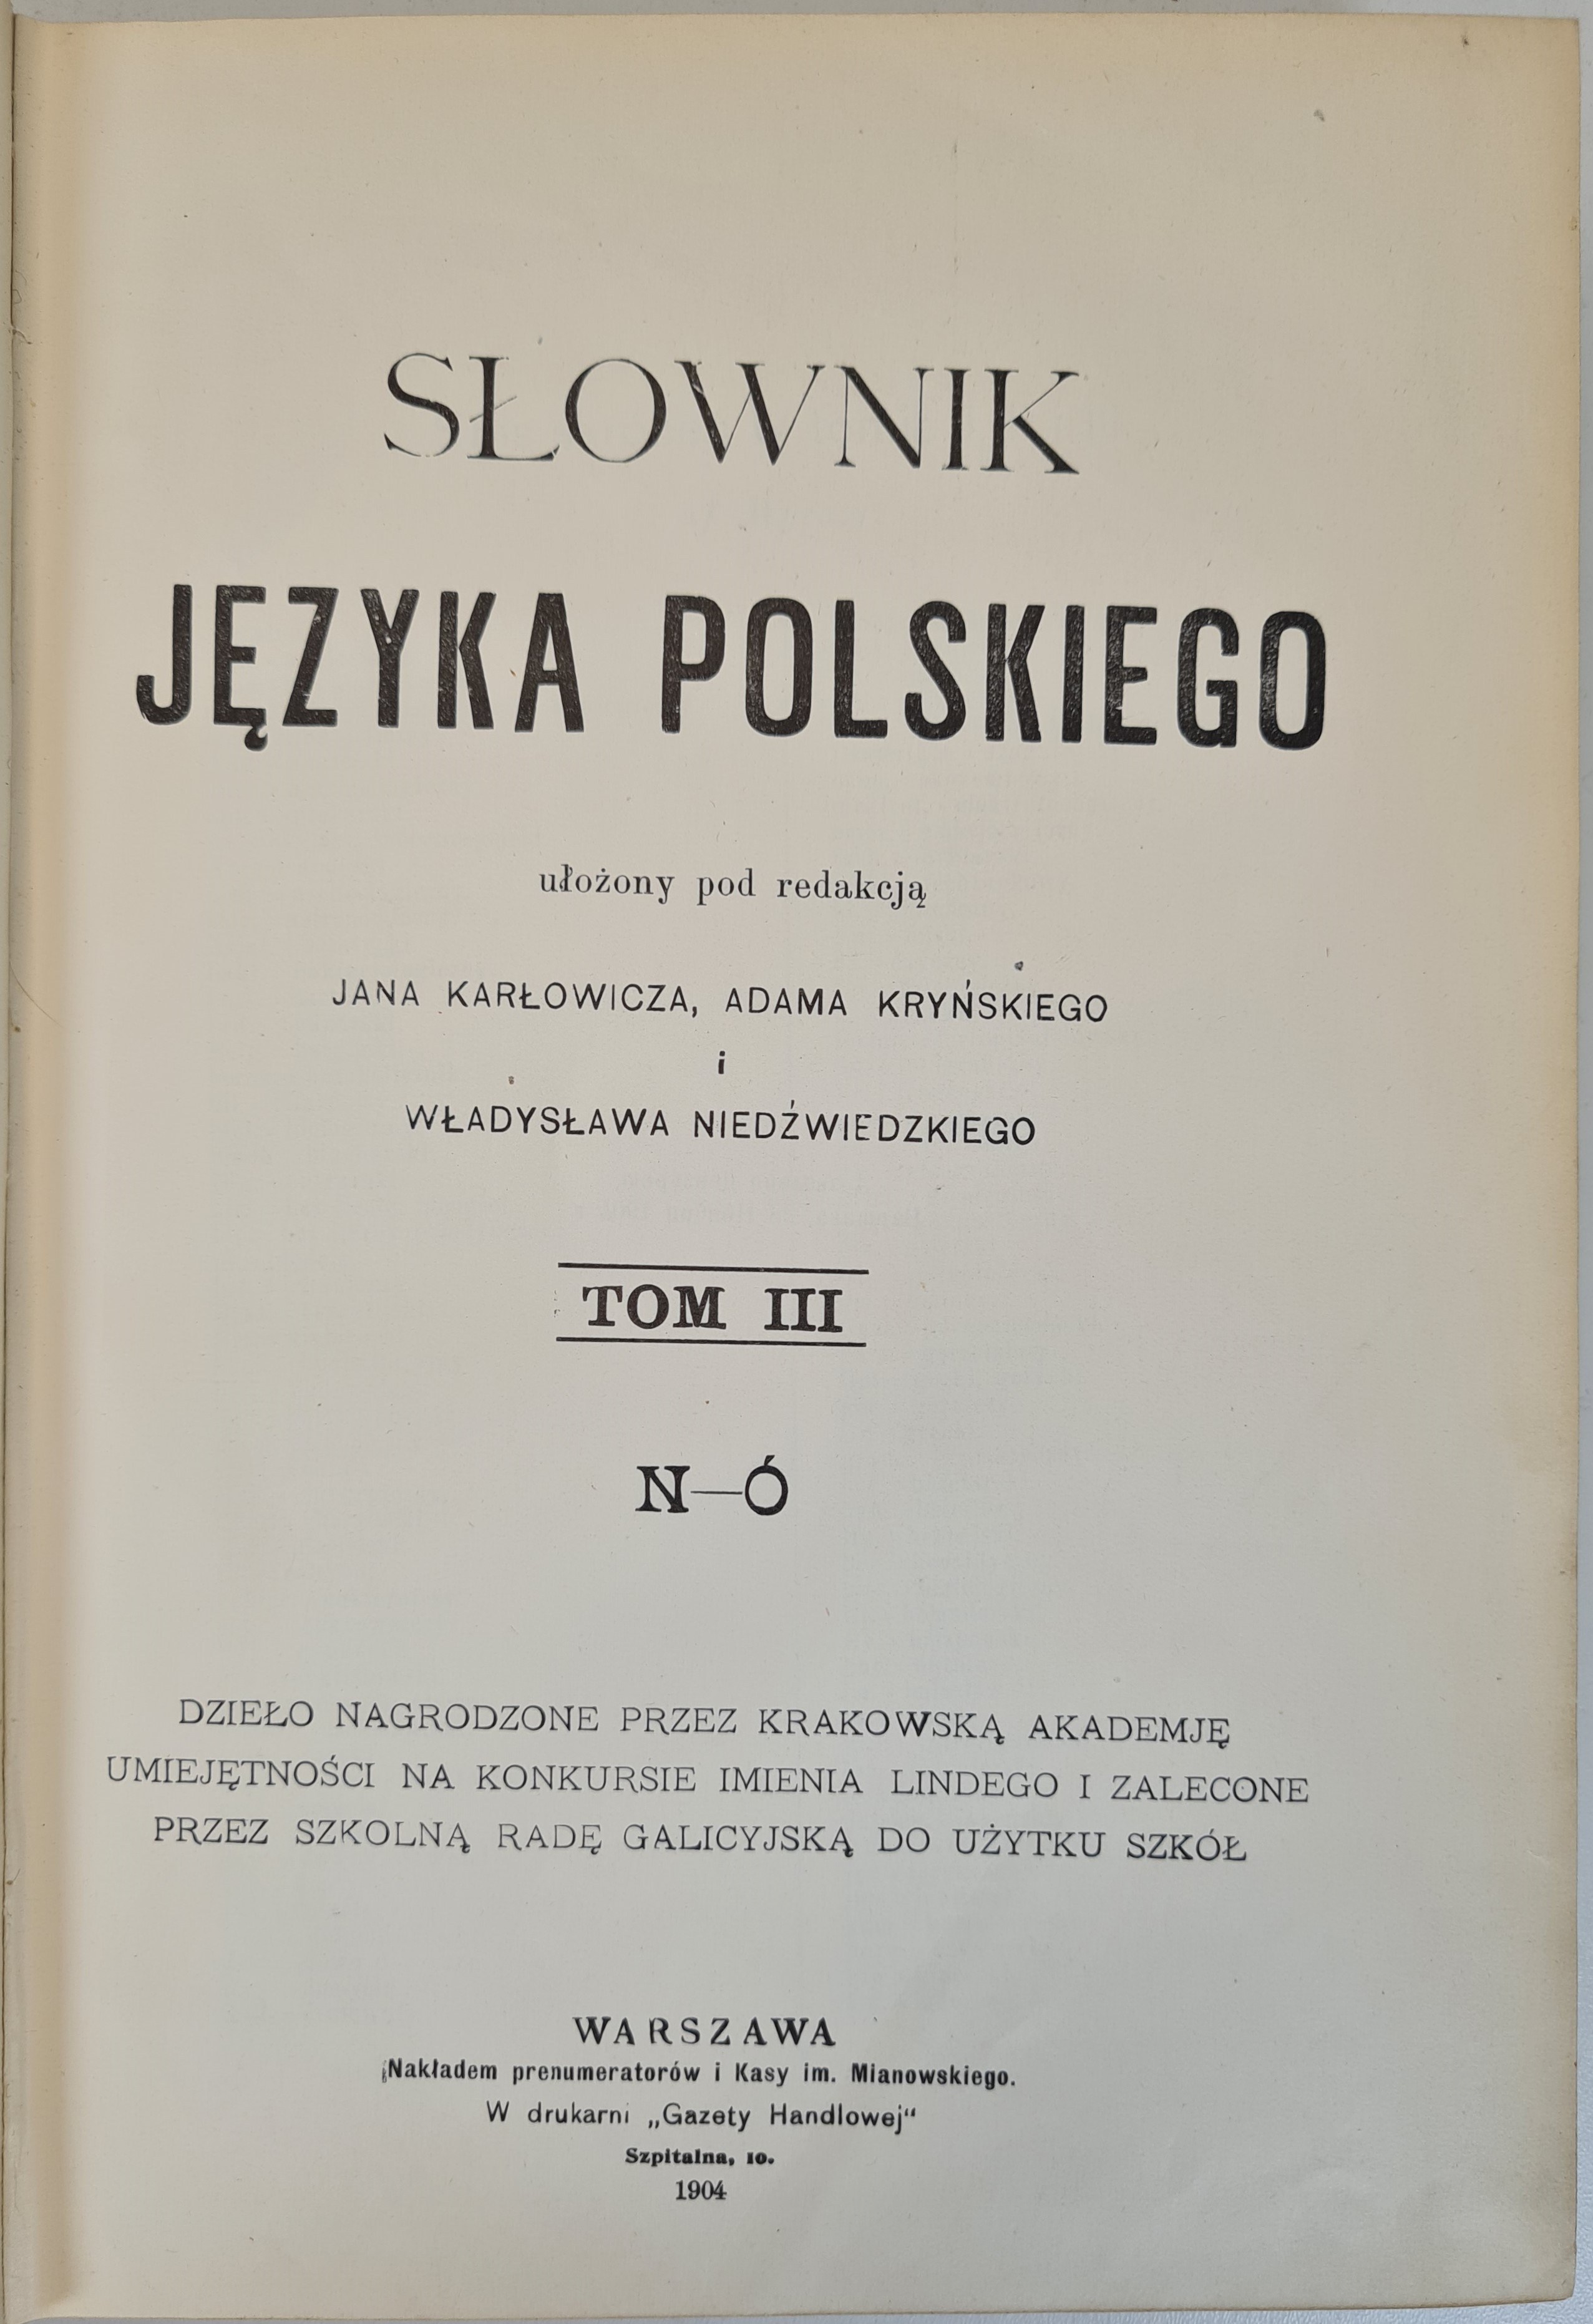 SŁOWNIK
JĘZYKA POLSKIEGO
ułożony pod redakcją
JANA KARŁOWICZA, ADAMA KRYŃSKIEGO
i
WŁADYSŁAWA NIEDŹWIEDZKIEGO
TOM III
N—Ó
DZIEŁO NAGRODZONE PRZEZ KRAKOWSKĄ AKADEMJĘ
UMIEJĘTNOŚCI NA KONKURSIE IMIENIA LINDEGO I ZALECONE
PRZEZ SZKOLNĄ RADĘ GALICYJSKĄ DO UŻYTKU SZKÓŁ
WARSZAWA
Nakładem prenumeratorów i Kasy im. Mianowskiego.
W drukarni „Gazety Handlowej“
Szpitalna, 10.
1904